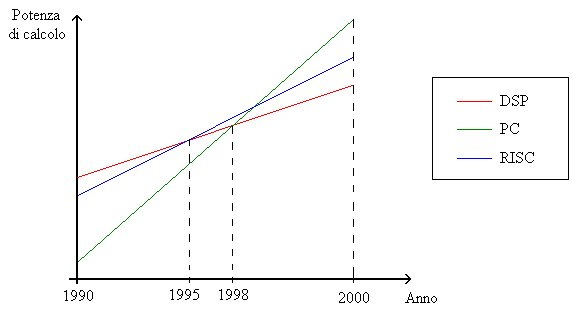 Potenza
di calcolo
DSP
PC
RISC
1990
1995
1998
2000
Anno